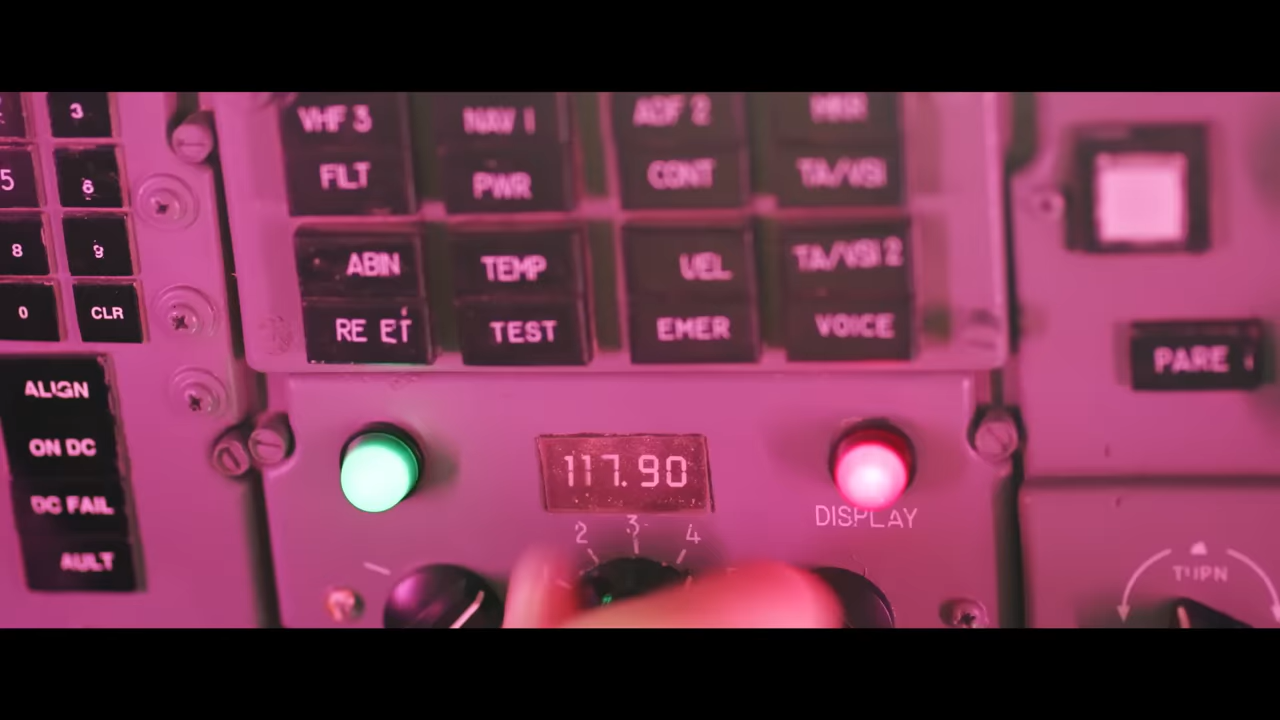 3
5
6
8
9
0
CLR
ALIGN
ON DC
DC FAIL
AULT
VHF 3
FLT
NAV 1
PWR
ADF 2
CONT
MKR
TA/VSI
ABIN
RE ET
TEMP
TEST
VEL
EMER
TA/VSI 2
VOICE
117.90
2 3 4
DISPLAY
PARE
TURN